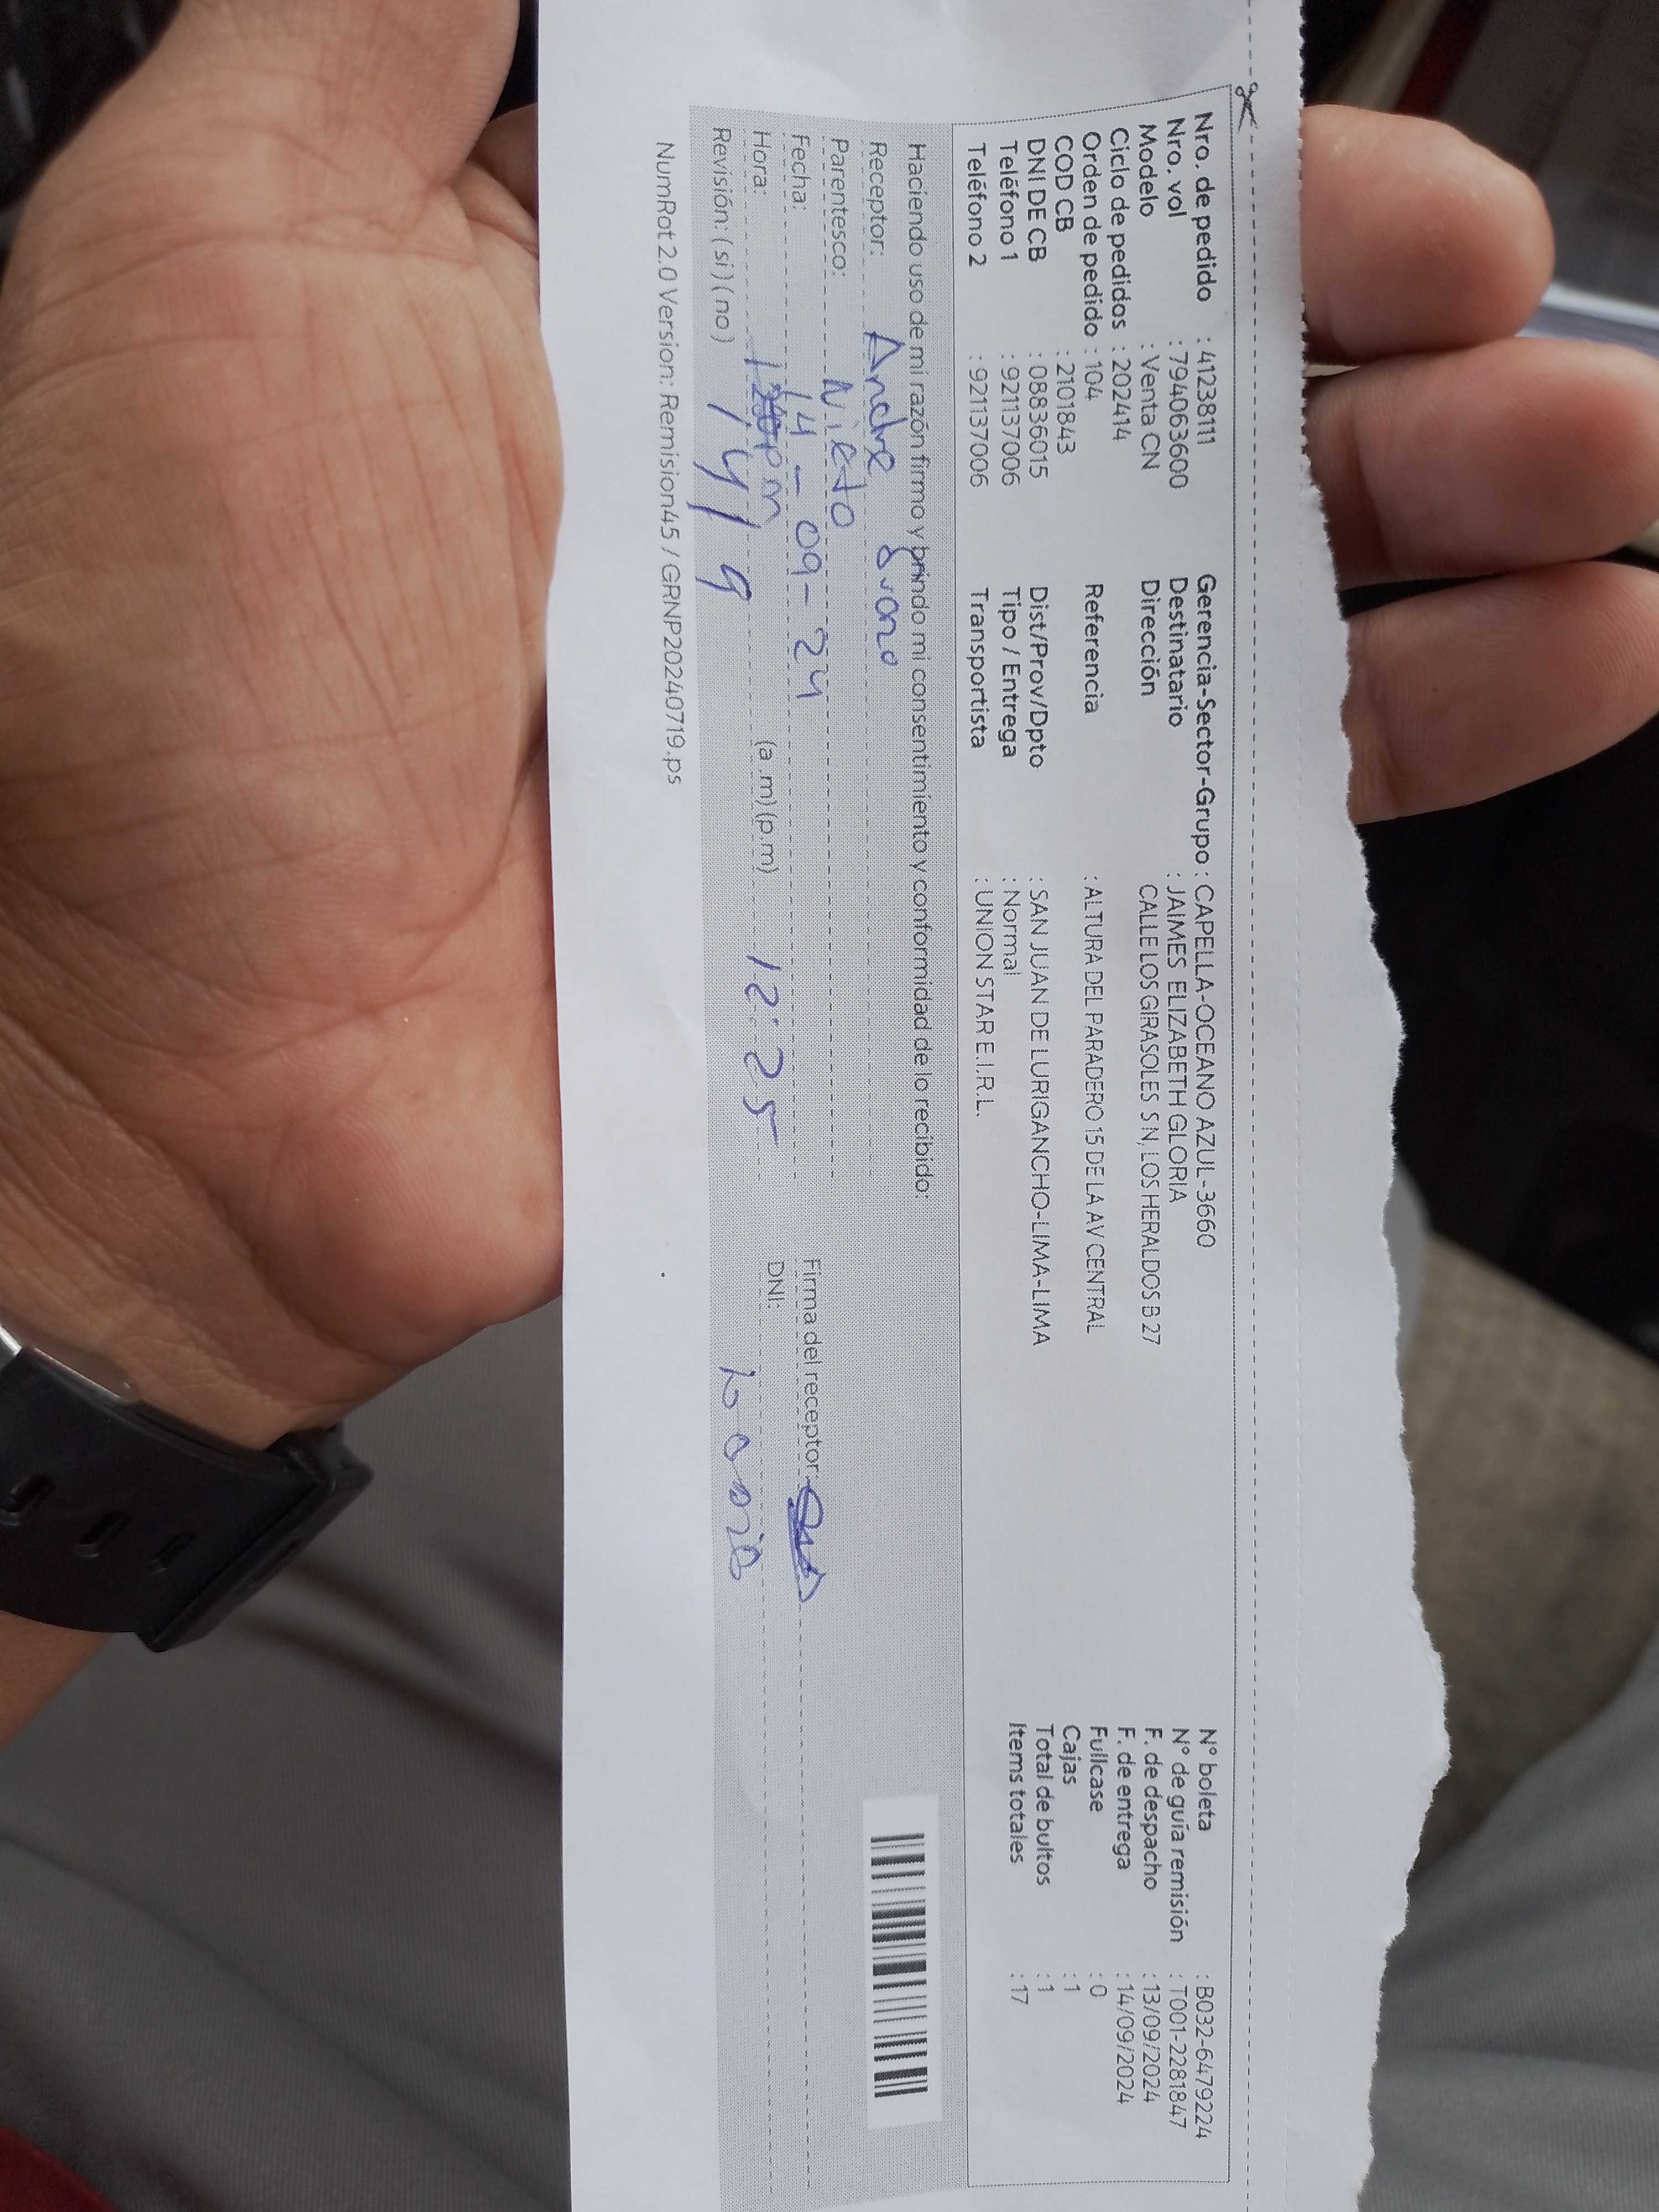 Nro. de pedido : 41238111
Nro. vol : 794063600
Modelo : Venta CN
Ciclo de pedidos : 202414
Orden de pedido : 104
COD CB : 2101843
DNI DE CB : 08836015
Teléfono 1 : 921137006
Teléfono 2 : 921137006
Gerencia-Sector-Grupo : CAPELLA-OCEANO AZUL-3660
Destinatario : JAIMES ELIZABETH GLORIA
Dirección CALLE LOS GIRASOLES S N, LOS HERALDOS B 27
Referencia : ALTURA DEL PARADERO 15 DE LA AV CENTRAL
Dist/Prov/Dpto : SAN JUAN DE LURIGANCHO-LIMA-LIMA
Tipo / Entrega : Normal
Transportista : UNION STAR E.I.R.L.
N° boleta : B032-6479224
N° de guía remisión : T001-2281847
F. de despacho : 13/09/2024
F. de entrega : 14/09/2024
Fullcase : 0
Cajas : 1
Total de bultos : 1
Items totales : 17
Haciendo uso de mi razón firmo y brindo mi consentimiento y conformidad de lo recibido:
Receptor: Andre
Parentesco: Nieto
Fecha: 14-09-24
Hora: (a.m) (p.m) 12:25
Revisión: ( si ) ( no ) 14/9
Firma del receptor:
DNI:
NumRot 2.0 Version: Remision45 / GRNP20240719.ps